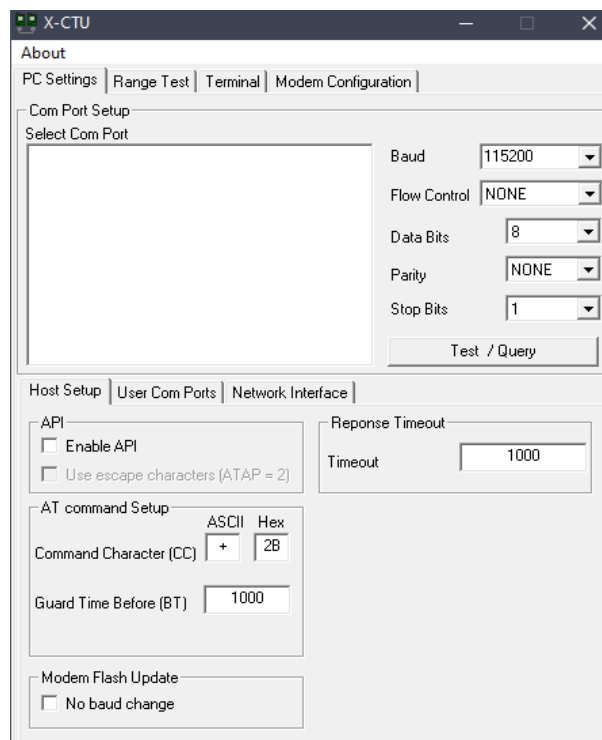 X-CTU
About
PC Settings Range Test Terminal Modem Configuration
Com Port Setup
Select Com Port
Baud 115200
Flow Control NONE
Data Bits 8
Parity NONE
Stop Bits 1
Test / Query
Host Setup User Com Ports Network Interface
API
Enable API
Use escape characters (ATAP = 2)
Reponse Timeout
Timeout 1000
AT command Setup
ASCII Hex
Command Character (CC) + 2B
Guard Time Before (BT) 1000
Modem Flash Update
No baud change